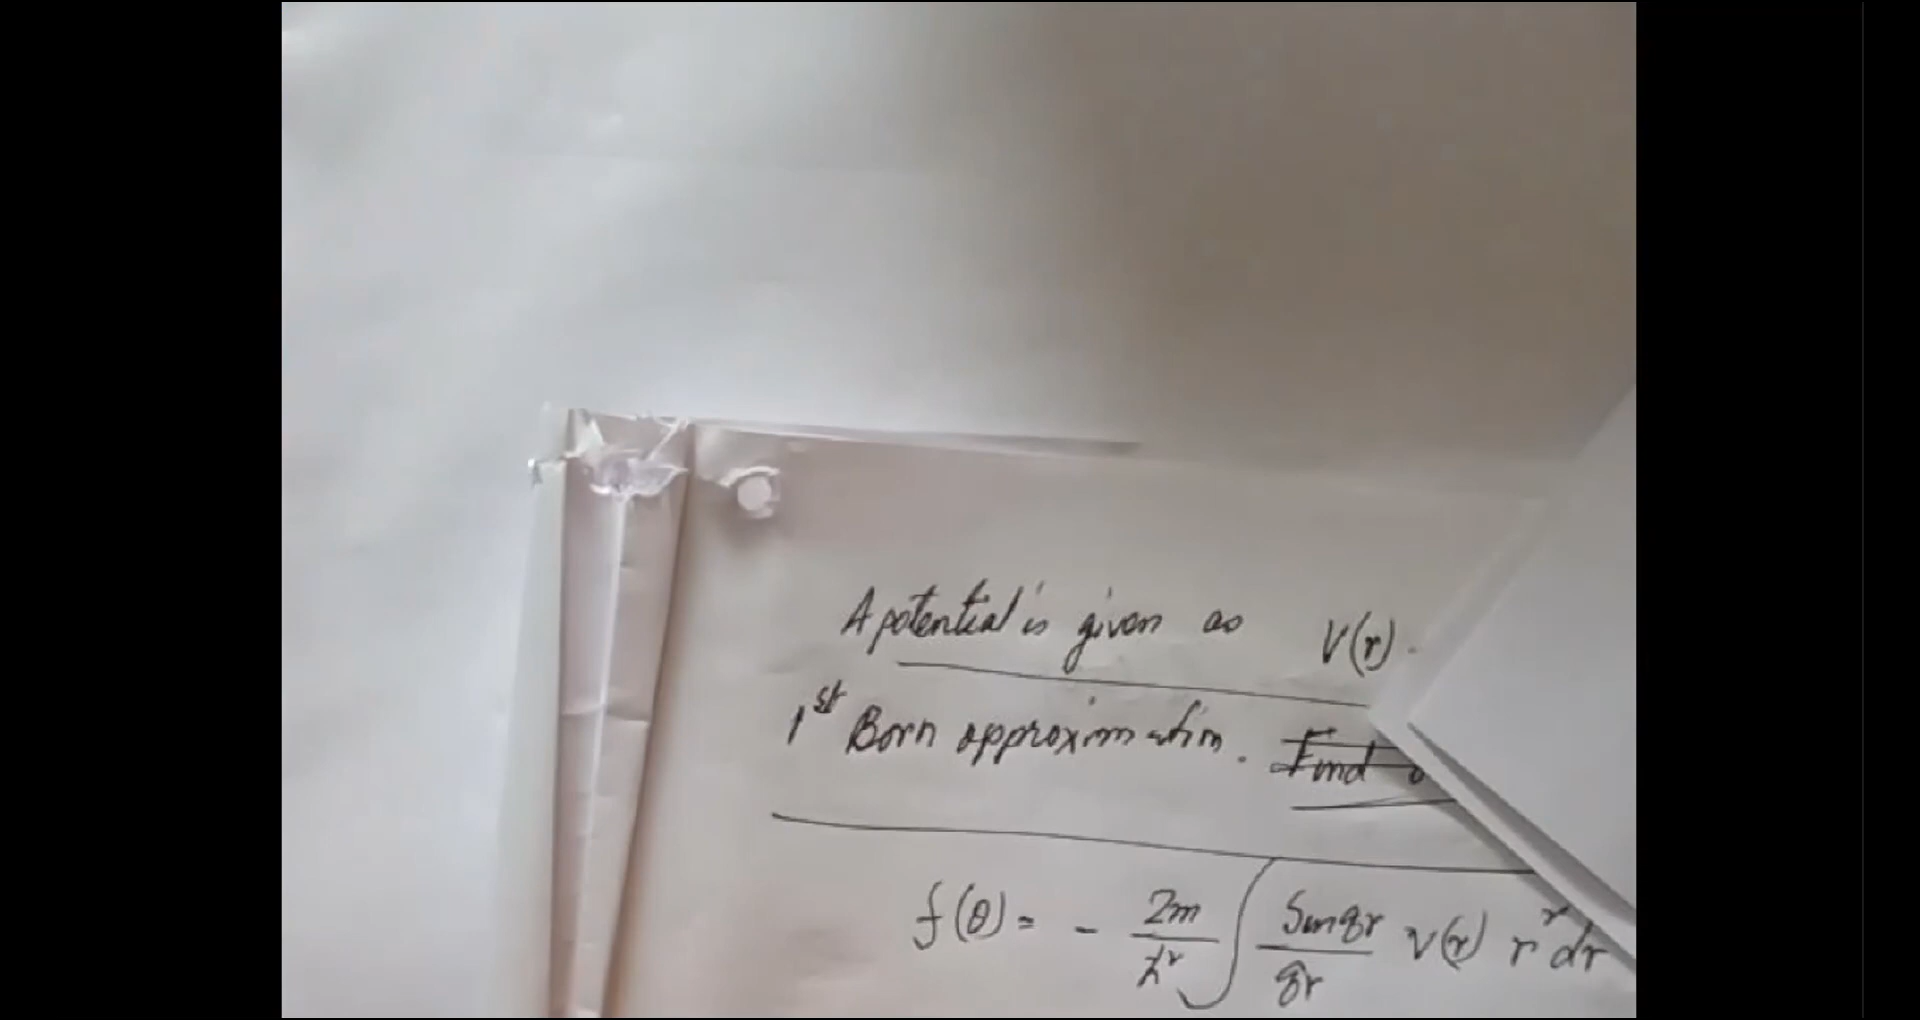 A potential is given as V(r)
1st Born approximation. Find
f(θ) = - 2m/ħ² ∫ Sin qr/qr V(r) r² dr